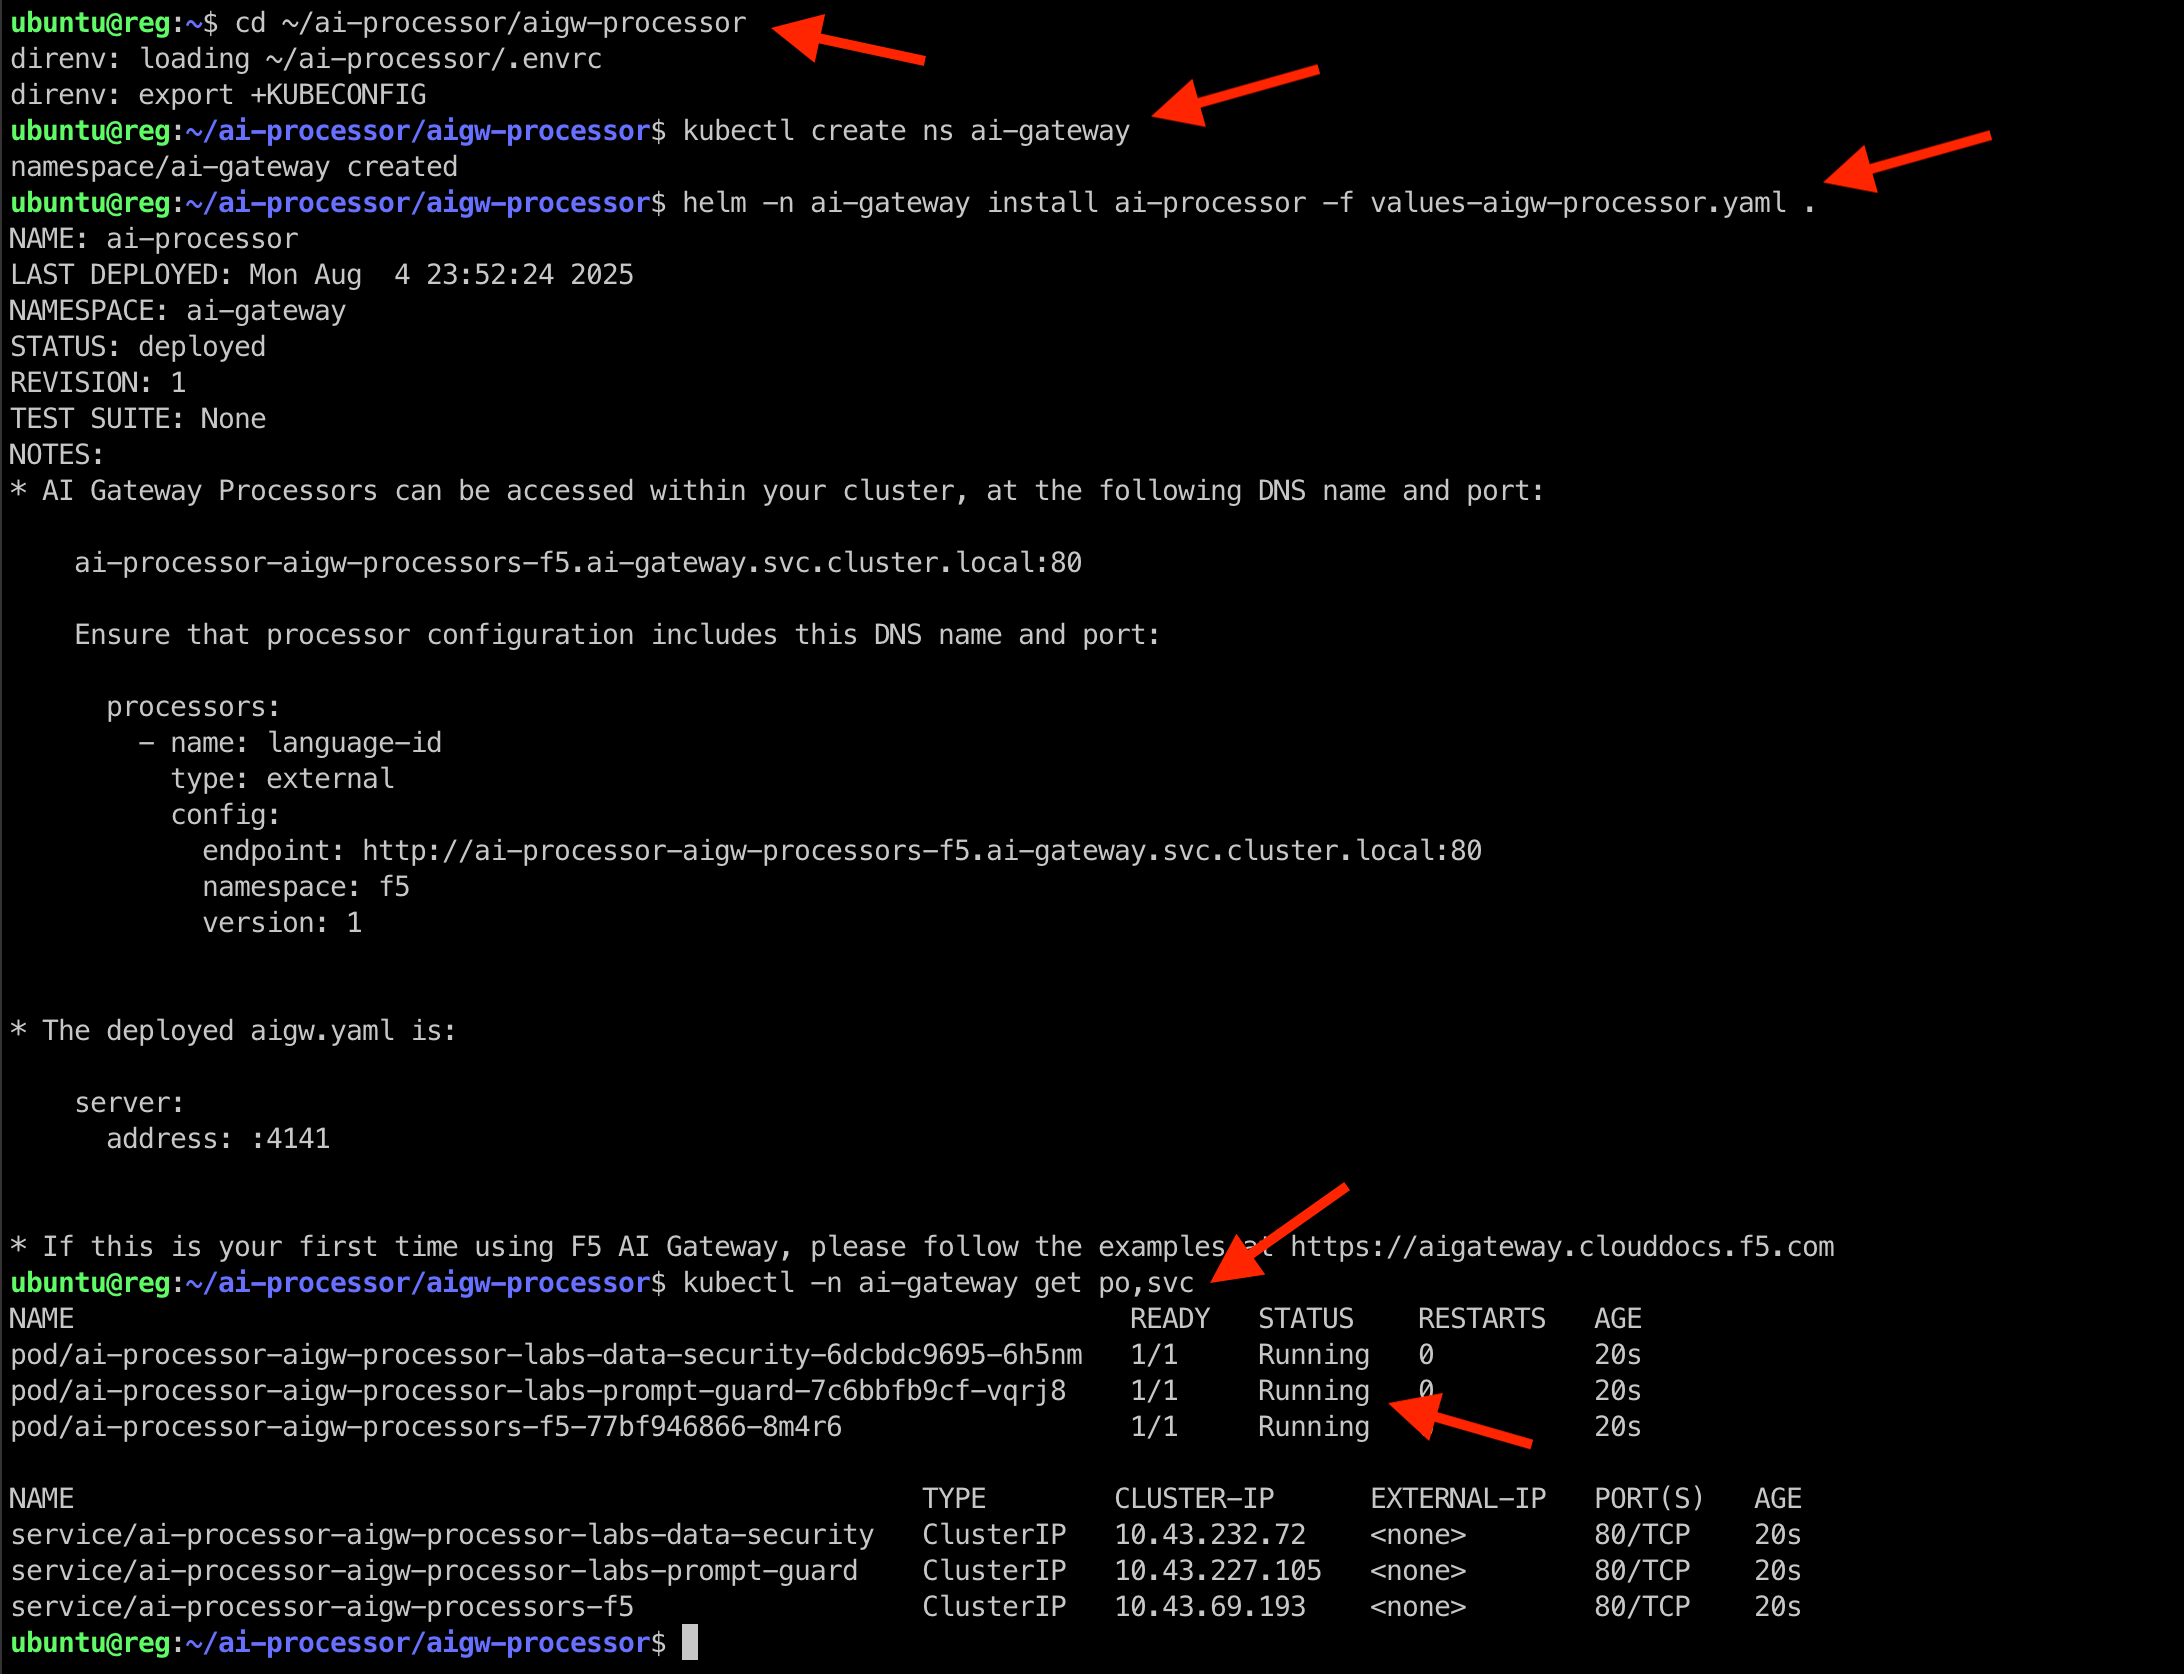 ubuntu@reg:~$ cd ~/ai-processor/aigw-processor
direnv: loading ~/ai-processor/.envrc
direnv: export +KUBECONFIG
ubuntu@reg:~/ai-processor/aigw-processor$ kubectl create ns ai-gateway
namespace/ai-gateway created
ubuntu@reg:~/ai-processor/aigw-processor$ helm -n ai-gateway install ai-processor -f values-aigw-processor.yaml .
NAME: ai-processor
LAST DEPLOYED: Mon Aug  4 23:52:24 2025
NAMESPACE: ai-gateway
STATUS: deployed
REVISION: 1
TEST SUITE: None
NOTES:
* AI Gateway Processors can be accessed within your cluster, at the following DNS name and port:
    ai-processor-aigw-processors-f5.ai-gateway.svc.cluster.local:80
    Ensure that processor configuration includes this DNS name and port:
      processors:
        - name: language-id
          type: external
          config:
            endpoint: http://ai-processor-aigw-processors-f5.ai-gateway.svc.cluster.local:80
            namespace: f5
            version: 1
* The deployed aigw.yaml is:
    server:
      address: :4141
* If this is your first time using F5 AI Gateway, please follow the examples at https://aigateway.clouddocs.f5.com
ubuntu@reg:~/ai-processor/aigw-processor$ kubectl -n ai-gateway get po,svc
NAME                                                                  READY   STATUS    RESTARTS   AGE
pod/ai-processor-aigw-processor-labs-data-security-6dcbdc9695-6h5nm   1/1     Running   0          20s
pod/ai-processor-aigw-processor-labs-prompt-guard-7c6bbfb9cf-vqrj8    1/1     Running   0          20s
pod/ai-processor-aigw-processors-f5-77bf946866-8m4r6                  1/1     Running              20s
NAME                                                     TYPE        CLUSTER-IP      EXTERNAL-IP   PORT(S)   AGE
service/ai-processor-aigw-processor-labs-data-security   ClusterIP   10.43.232.72    <none>        80/TCP    20s
service/ai-processor-aigw-processor-labs-prompt-guard    ClusterIP   10.43.227.105   <none>        80/TCP    20s
service/ai-processor-aigw-processors-f5                  ClusterIP   10.43.69.193    <none>        80/TCP    20s
ubuntu@reg:~/ai-processor/aigw-processor$